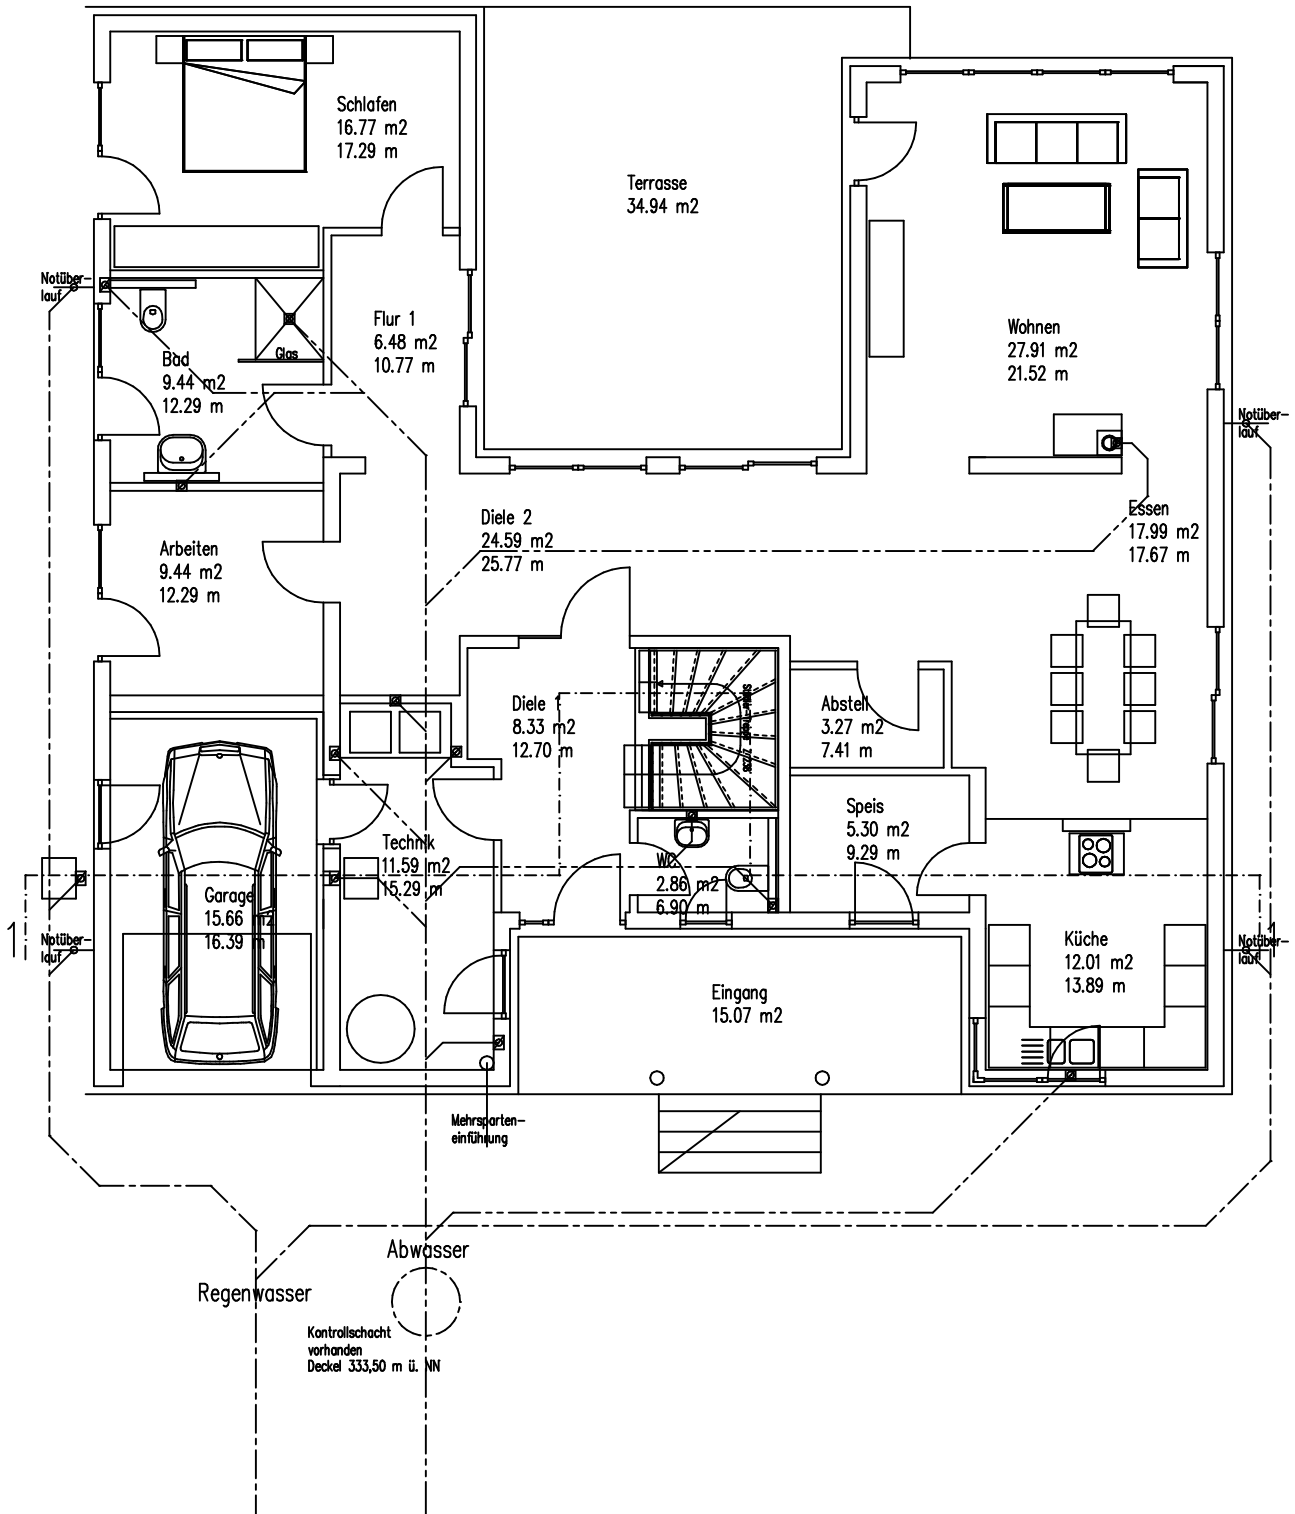 Schlafen
16.77 m2
17.29 m
Terrasse
34.94 m2
Notüber-
lauf
Flur 1
6.48 m2
10.77 m
Wohnen
27.91 m2
21.52 m
Glas
Bad
9.44 m2
12.29 m
Notüber-
lauf
Diele 2
24.59 m2
25.77 m
Essen
17.99 m2
17.67 m
Arbeiten
9.44 m2
12.29 m
Diele 1
8.33 m2
12.70 m
Abstell
3.27 m2
7.41 m
Speis
5.30 m2
9.29 m
Technik
11.59 m2
15.29 m
WC
2.86 m2
6.90 m
Garage
15.66 m2
16.39 m
1
1
Notüber-
lauf
Küche
12.01 m2
13.89 m
Notüber-
lauf
Eingang
15.07 m2
Mehrsparten-
einführung
Abwasser
Regenwasser
Kontrollschacht
vorhanden
Deckel 333,50 m ü. NN